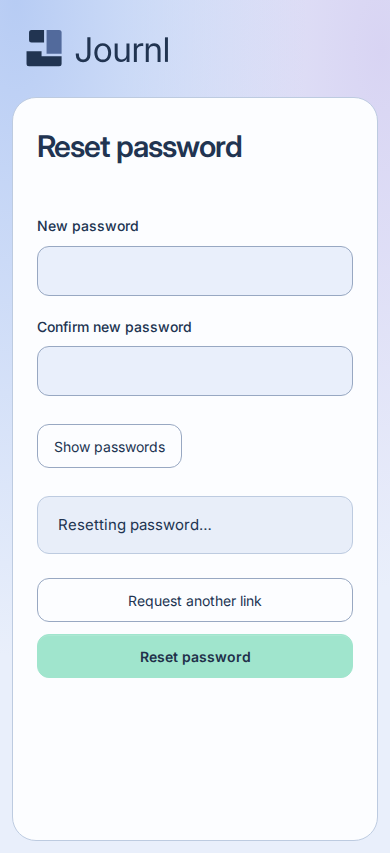 Journl
Reset password
New password
Confirm new password
Show passwords
Resetting password...
Request another link
Reset password